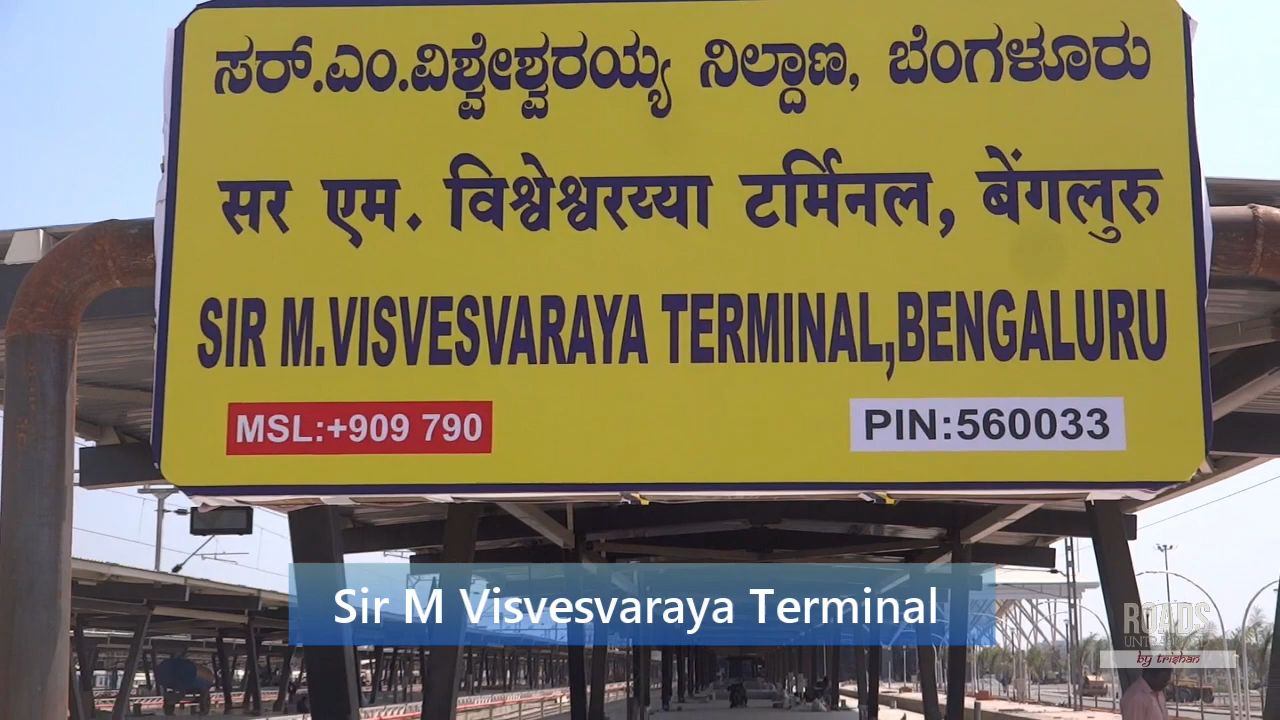 ಸರ್.ಎಂ.ವಿಶ್ವೇಶ್ವರಯ್ಯ ನಿಲ್ದಾಣ, ಬೆಂಗಳೂರು
सर एम. विश्वेश्वरय्या टर्मिनल, बेंगलुरु
SIR M.VISVESVARAYA TERMINAL,BENGALURU
MSL:+909 790
PIN:560033
Sir M Visvesvaraya Terminal
ROADS
by trishan